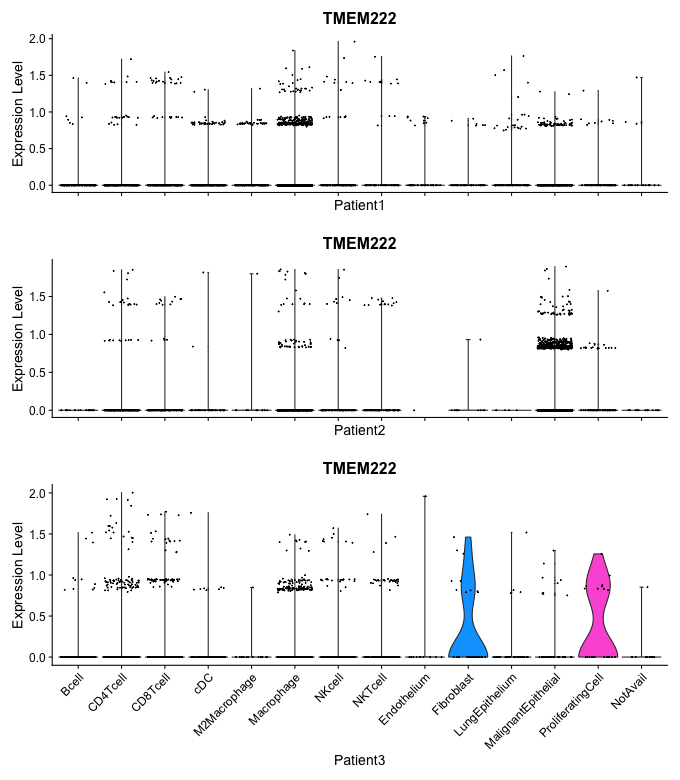 TMEM222
Expression Level
2.0
1.5
1.0
0.5
0.0
Patient1
TMEM222
Expression Level
1.5
1.0
0.5
0.0
Patient2
TMEM222
Expression Level
2.0
1.5
1.0
0.5
0.0
Bcell
CD4Tcell
CD8Tcell
cDC
M2Macrophage
Macrophage
NKcell
NKTcell
Endothelium
Fibroblast
LungEpithelium
MalignantEpithelial
ProliferatingCell
NotAvail
Patient3